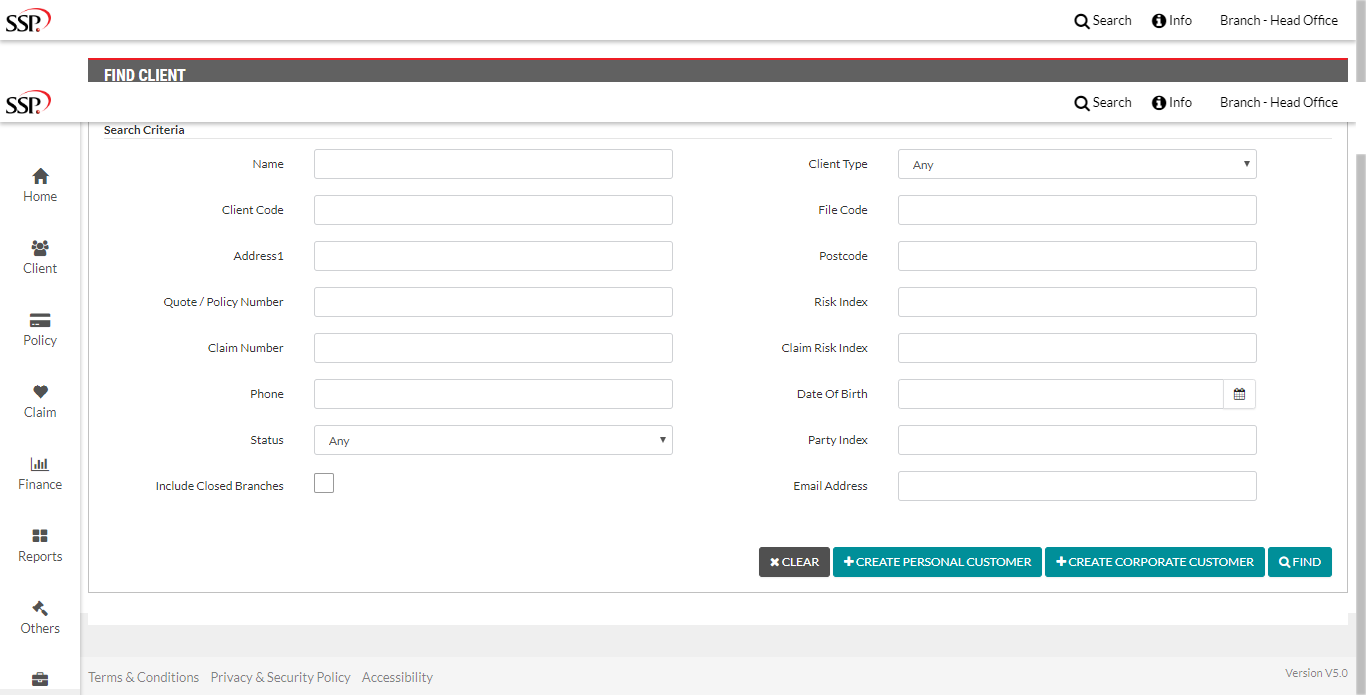 SSP.
Search Info Branch - Head Office
FIND CLIENT
SSP.
Search Info Branch - Head Office
Search Criteria
Name
Client Type Any
Client Code
File Code
Address1
Postcode
Quote / Policy Number
Risk Index
Claim Number
Claim Risk Index
Phone
Date Of Birth
Status Any
Party Index
Include Closed Branches
Email Address
CLEAR
CREATE PERSONAL CUSTOMER
CREATE CORPORATE CUSTOMER
FIND
Home
Client
Policy
Claim
Finance
Reports
Others
Terms & Conditions Privacy & Security Policy Accessibility
Version V5.0